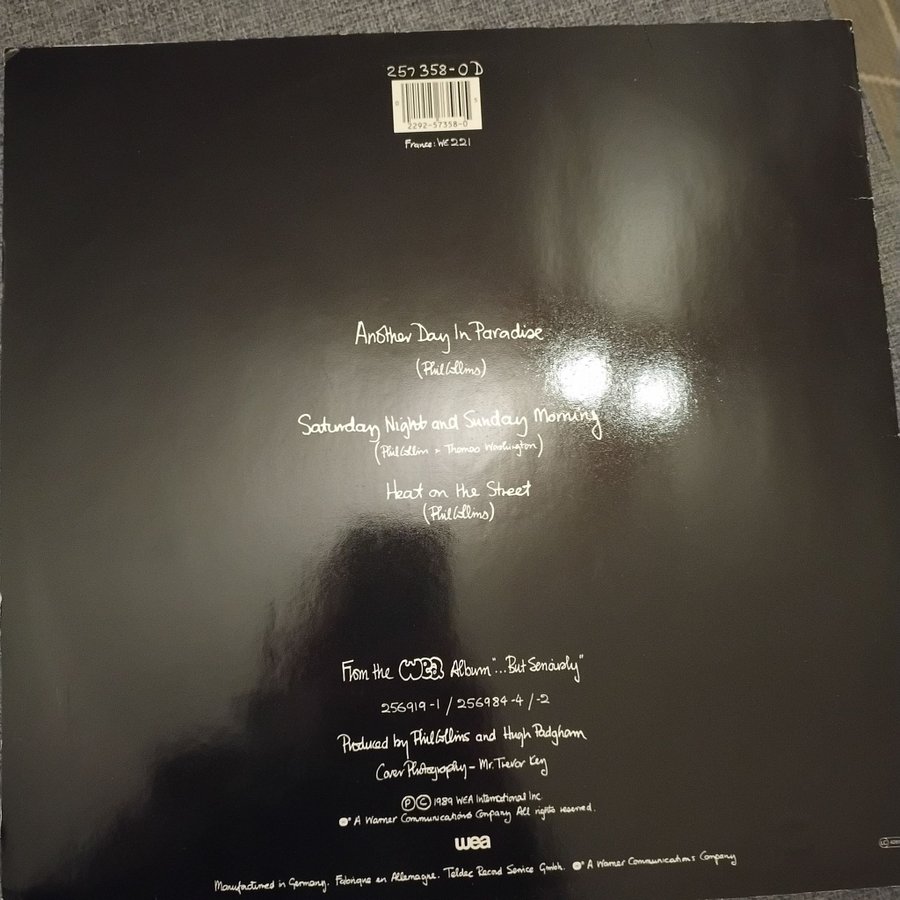 257 358-0 D
0 5
2292-57358-0
France: WE 221
Another Day In Paradise
(Phil Collins)
Saturday Night and Sunday Morning
(Phil Collins - Thomas Washington)
Heat on the Street
(Phil Collins)
From the wea Album "...But Seriously"
256919-1 / 256984-4 / -2
Produced by Phil Collins and Hugh Padgham
Cover Photography - Mr. Trevor Key
Ⓟ Ⓒ 1989 WEA International Inc.
A Warner Communications Company All rights reserved.
wea
Manufactured in Germany. Fabriqué en Allemagne. Teldec Record Service GmbH. A Warner Communications Company
LC